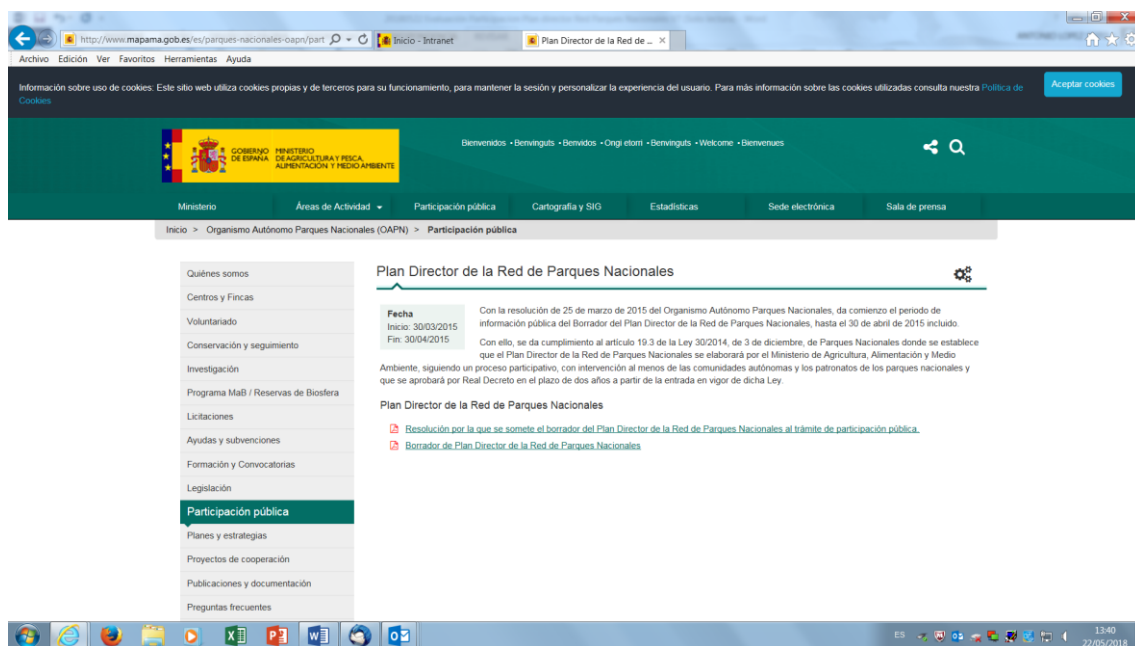 http://www.mapama.gob.es/es/parques-nacionales-oapn/part
Inicio - Intranet
Plan Director de la Red de ...
Archivo Edición Ver Favoritos Herramientas Ayuda
Información sobre uso de cookies: Este sitio web utiliza cookies propias y de terceros para su funcionamiento, para mantener la sesión y personalizar la experiencia del usuario. Para más información sobre las cookies utilizadas consulta nuestra Política de
Cookies
Aceptar cookies
GOBIERNO DE ESPAÑA
MINISTERIO
DE AGRICULTURA Y PESCA,
ALIMENTACIÓN Y MEDIO AMBIENTE
Bienvenidos • Benvinguts • Benvidos • Ongi etorri • Benvinguts • Welcome • Bienvenues
Ministerio Áreas de Actividad Participación pública Cartografía y SIG Estadísticas Sede electrónica Sala de prensa
Inicio > Organismo Autónomo Parques Nacionales (OAPN) > Participación pública
Quiénes somos
Centros y Fincas
Voluntariado
Conservación y seguimiento
Investigación
Programa MaB / Reservas de Biosfera
Licitaciones
Ayudas y subvenciones
Formación y Convocatorias
Legislación
Participación pública
Planes y estrategias
Proyectos de cooperación
Publicaciones y documentación
Preguntas frecuentes
Plan Director de la Red de Parques Nacionales
Fecha
Inicio: 30/03/2015
Fin: 30/04/2015
Con la resolución de 25 de marzo de 2015 del Organismo Autónomo Parques Nacionales, da comienzo el periodo de
información pública del Borrador del Plan Director de la Red de Parques Nacionales, hasta el 30 de abril de 2015 incluido.
Con ello, se da cumplimiento al artículo 19.3 de la Ley 30/2014, de 3 de diciembre, de Parques Nacionales donde se establece
que el Plan Director de la Red de Parques Nacionales se elaborará por el Ministerio de Agricultura, Alimentación y Medio
Ambiente, siguiendo un proceso participativo, con intervención al menos de las comunidades autónomas y los patronatos de los parques nacionales y
que se aprobará por Real Decreto en el plazo de dos años a partir de la entrada en vigor de dicha Ley.
Plan Director de la Red de Parques Nacionales
Resolución por la que se somete el borrador del Plan Director de la Red de Parques Nacionales al trámite de participación pública.
Borrador de Plan Director de la Red de Parques Nacionales
ES
13:40
22/05/2018